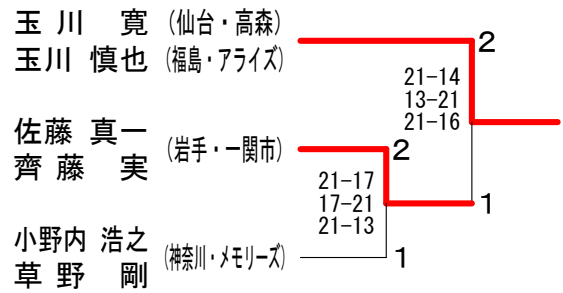 玉川 寛 (仙台・高森)
玉川 慎也 (福島・アライズ)
2
21-14
13-21
21-16
佐藤 真一
齊藤 実
(岩手・一関市)
2
21-17
17-21
21-13
1
小野内 浩之
草野 剛
(神奈川・メモリーズ)
1